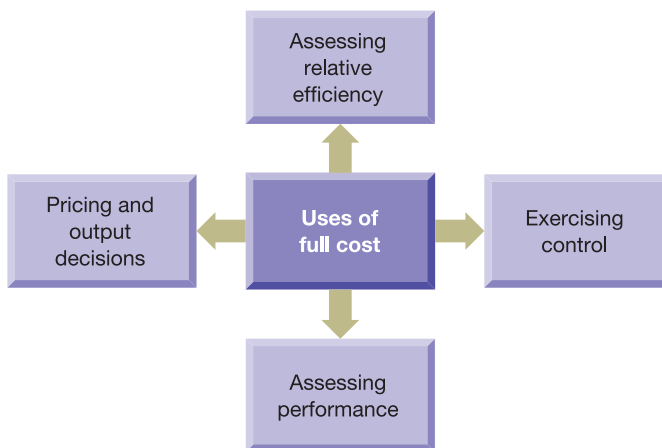 Assessing
relative
efficiency
Pricing and
output
decisions
Uses of
full cost
Exercising
control
Assessing
performance